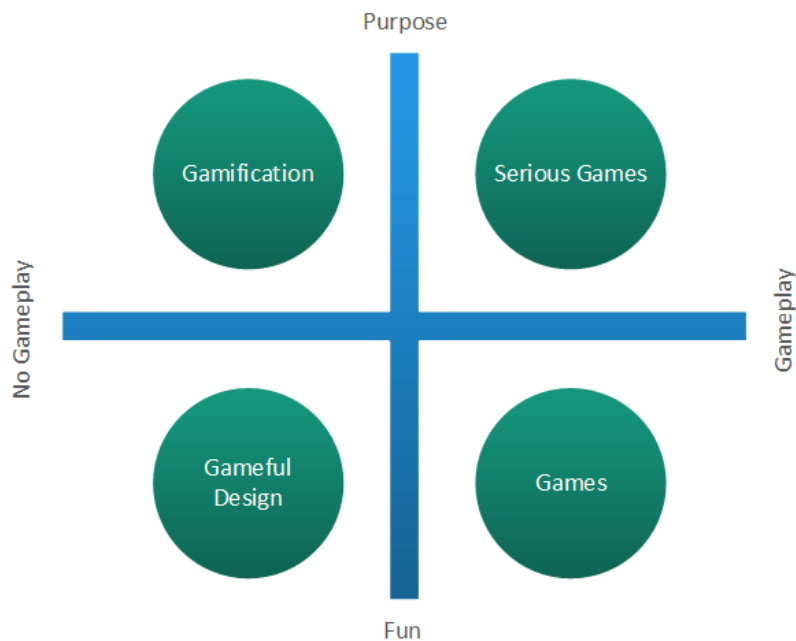 Purpose
Gamification
Serious Games
No Gameplay
Gameplay
Gameful
Design
Games
Fun